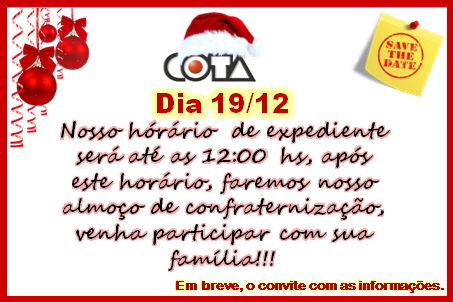 SAVE
THE
DATE
COTA
Dia 19/12
Nosso hórário de expediente
será até as 12:00 hs, após
este horário, faremos nosso
almoço de confraternização,
venha participar com sua
família!!!
Em breve, o convite com as informações.